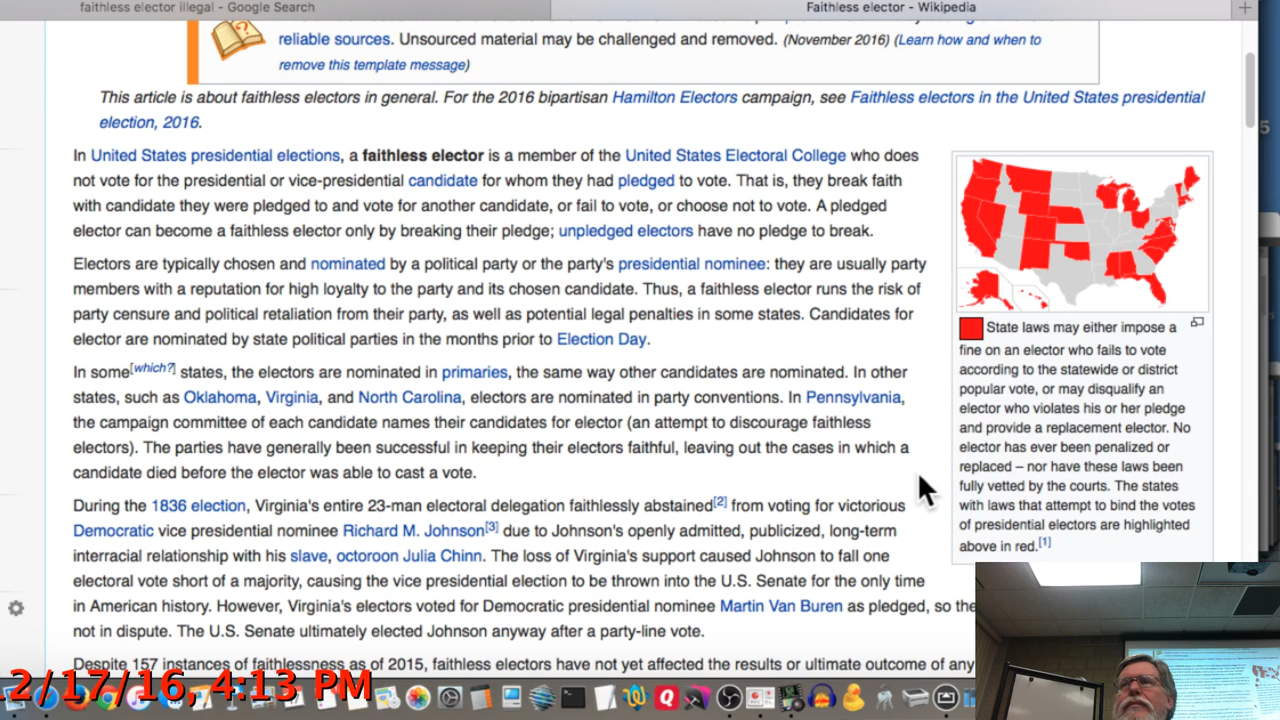 faithless elector illegal - Google Search
Faithless elector - Wikipedia
reliable sources. Unsourced material may be challenged and removed. (November 2016) (Learn how and when to
remove this template message)
This article is about faithless electors in general. For the 2016 bipartisan Hamilton Electors campaign, see Faithless electors in the United States presidential
election, 2016.
In United States presidential elections, a faithless elector is a member of the United States Electoral College who does
not vote for the presidential or vice-presidential candidate for whom they had pledged to vote. That is, they break faith
with candidate they were pledged to and vote for another candidate, or fail to vote, or choose not to vote. A pledged
elector can become a faithless elector only by breaking their pledge; unpledged electors have no pledge to break.
Electors are typically chosen and nominated by a political party or the party's presidential nominee: they are usually party
members with a reputation for high loyalty to the party and its chosen candidate. Thus, a faithless elector runs the risk of
party censure and political retaliation from their party, as well as potential legal penalties in some states. Candidates for
elector are nominated by state political parties in the months prior to Election Day.
In some[which?] states, the electors are nominated in primaries, the same way other candidates are nominated. In other
states, such as Oklahoma, Virginia, and North Carolina, electors are nominated in party conventions. In Pennsylvania,
the campaign committee of each candidate names their candidates for elector (an attempt to discourage faithless
electors). The parties have generally been successful in keeping their electors faithful, leaving out the cases in which a
candidate died before the elector was able to cast a vote.
During the 1836 election, Virginia's entire 23-man electoral delegation faithlessly abstained[2] from voting for victorious
Democratic vice presidential nominee Richard M. Johnson[3] due to Johnson's openly admitted, publicized, long-term
interracial relationship with his slave, octoroon Julia Chinn. The loss of Virginia's support caused Johnson to fall one
electoral vote short of a majority, causing the vice presidential election to be thrown into the U.S. Senate for the only time
in American history. However, Virginia's electors voted for Democratic presidential nominee Martin Van Buren as pledged, so the
not in dispute. The U.S. Senate ultimately elected Johnson anyway after a party-line vote.
Despite 157 instances of faithlessness as of 2015, faithless electors have not yet affected the results or ultimate outcome of any
State laws may either impose a
fine on an elector who fails to vote
according to the statewide or district
popular vote, or may disqualify an
elector who violates his or her pledge
and provide a replacement elector. No
elector has ever been penalized or
replaced – nor have these laws been
fully vetted by the courts. The states
with laws that attempt to bind the votes
of presidential electors are highlighted
above in red.[1]
5
2/17/16, 4:13 PM